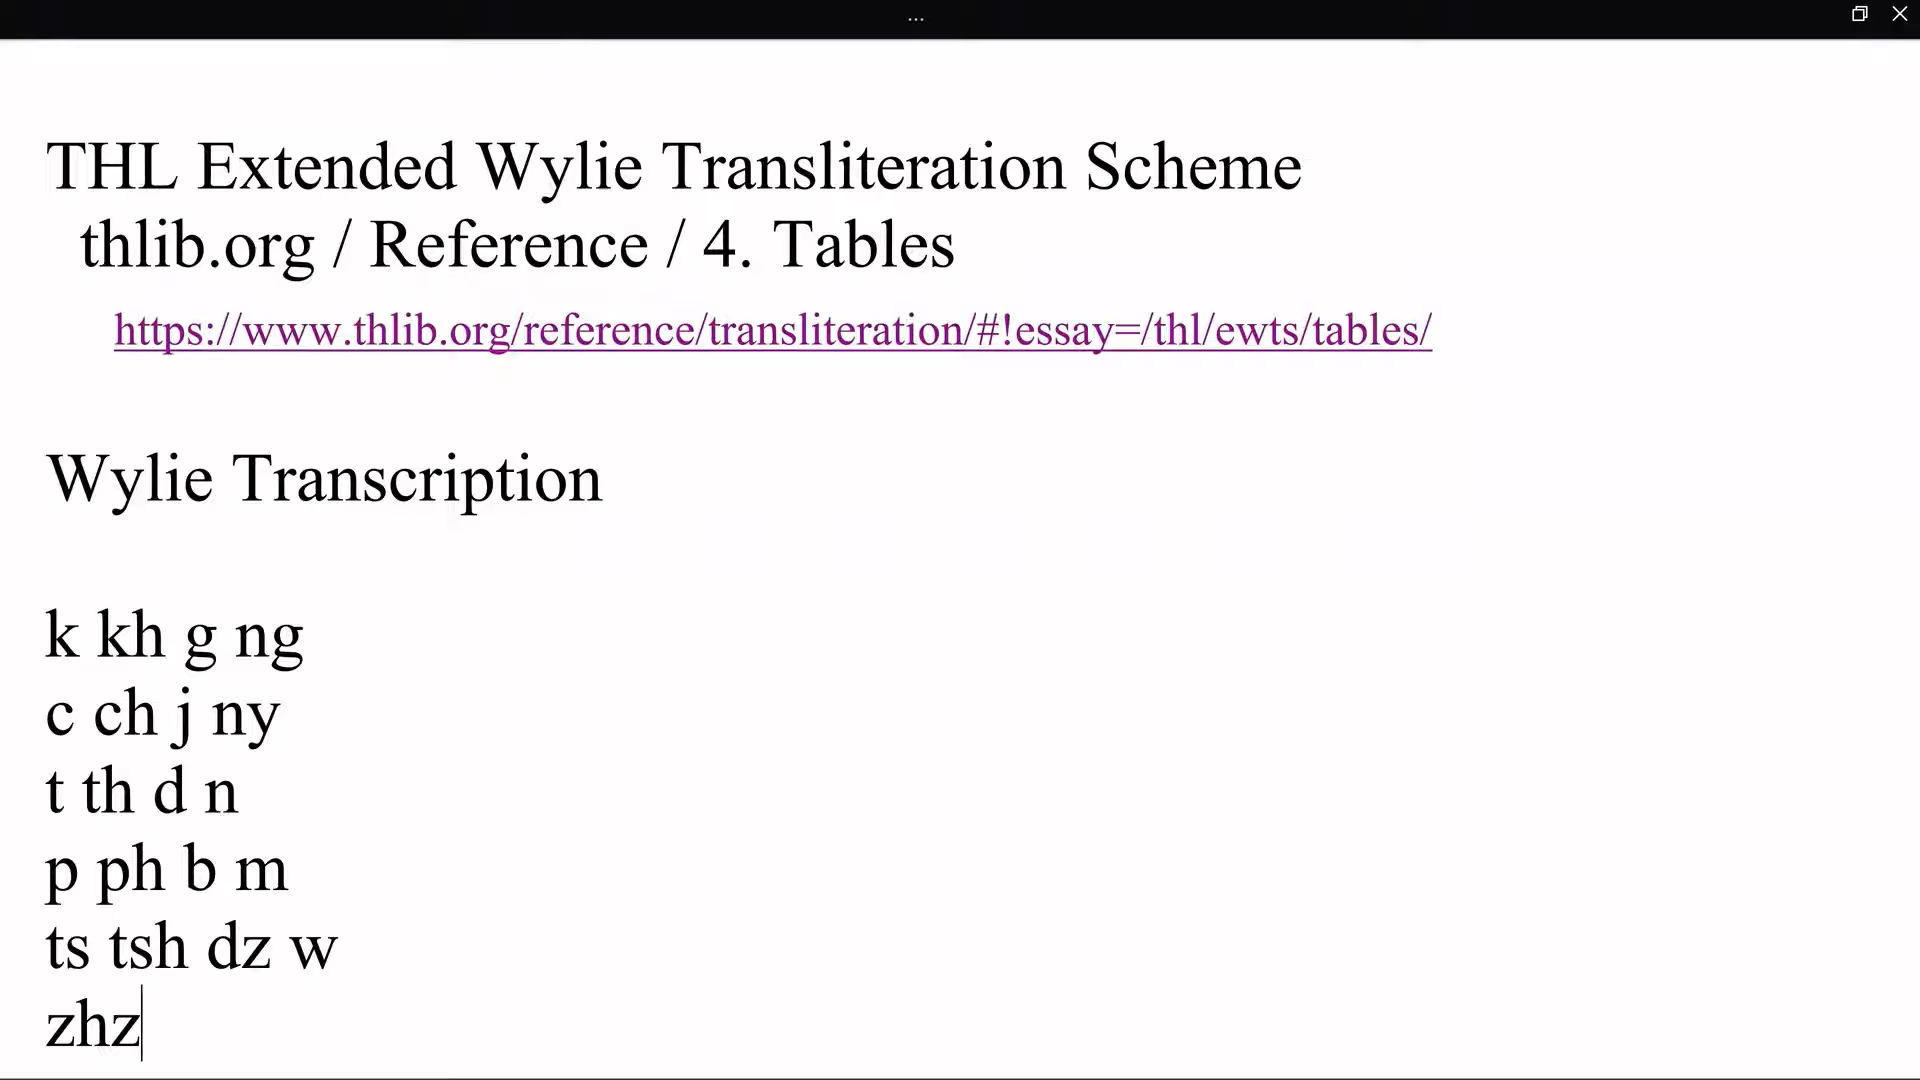 THL Extended Wylie Transliteration Scheme
thlib.org / Reference / 4. Tables
https://www.thlib.org/reference/transliteration/#!essay=/thl/ewts/tables/
Wylie Transcription
k kh g ng
c ch j ny
t th d n
p ph b m
ts tsh dz w
zhz